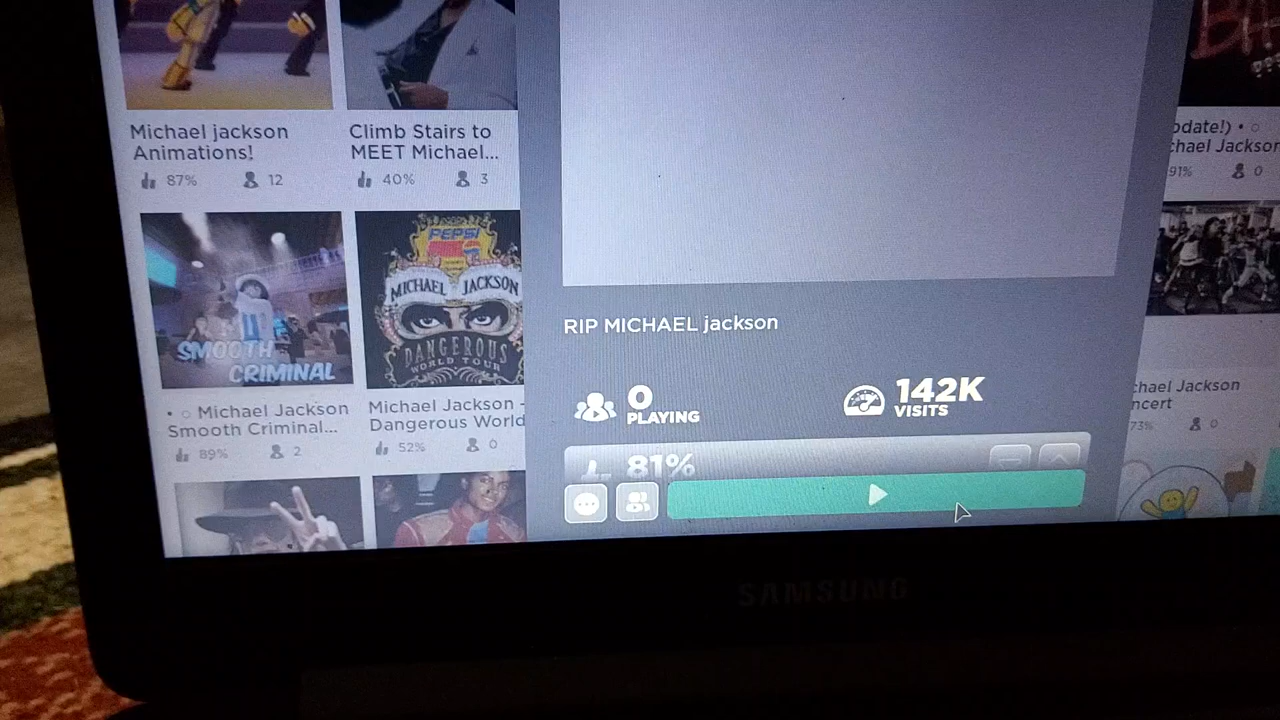 Michael jackson
Animations!
87%
12
Climb Stairs to
MEET Michael...
40%
3
SMOOTH
CRIMINAL
• ○ Michael Jackson
Smooth Criminal...
89%
2
PEPSI
MICHAEL JACKSON
DANGEROUS
WORLD TOUR
Michael Jackson -
Dangerous World
52%
0
RIP MICHAEL jackson
0
PLAYING
142K
VISITS
81%
pdate!) • ○
chael Jackson
91%
0
chael Jackson
ncert
73%
0
SAMSUNG